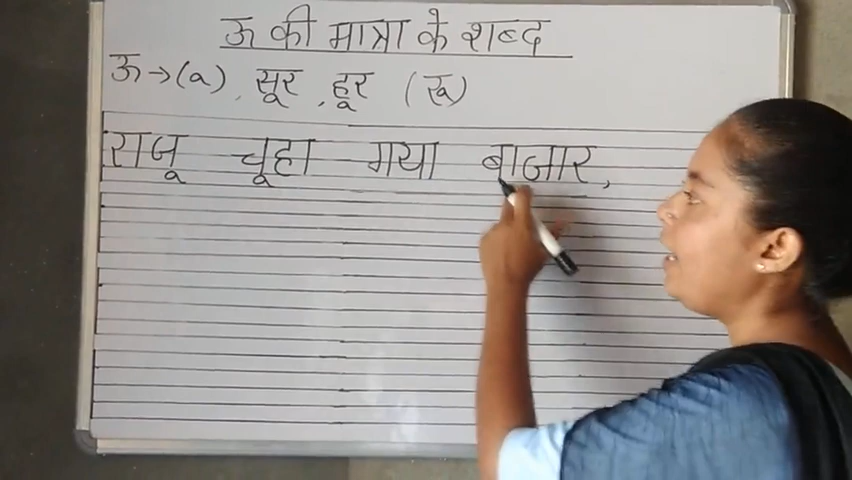 ऊ की मात्रा के शब्द
ऊ → (ू) , सूर , हूर (रू)
राजू चूहा गया बाजार,